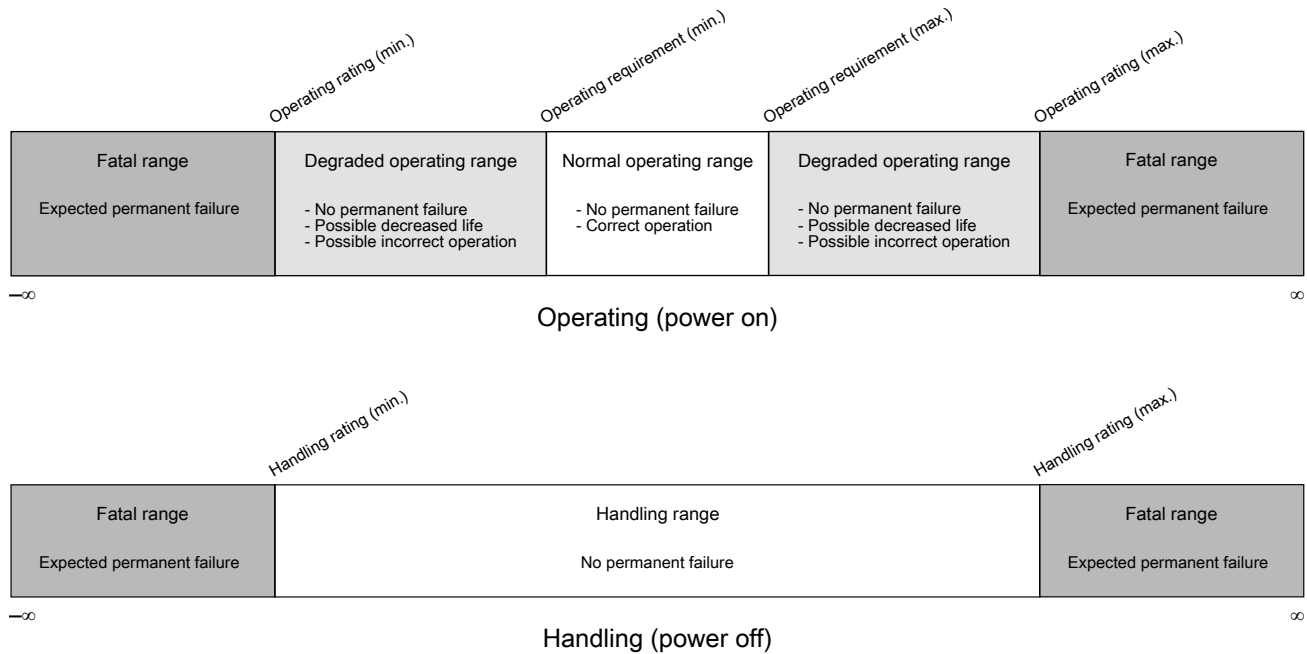 Operating rating (min.)
Operating requirement (min.)
Operating requirement (max.)
Operating rating (max.)
Fatal range
Expected permanent failure
Degraded operating range
- No permanent failure
- Possible decreased life
- Possible incorrect operation
Normal operating range
- No permanent failure
- Correct operation
Degraded operating range
- No permanent failure
- Possible decreased life
- Possible incorrect operation
Fatal range
Expected permanent failure
–∞
∞
Operating (power on)
Handling rating (min.)
Handling rating (max.)
Fatal range
Expected permanent failure
Handling range
No permanent failure
Fatal range
Expected permanent failure
–∞
∞
Handling (power off)